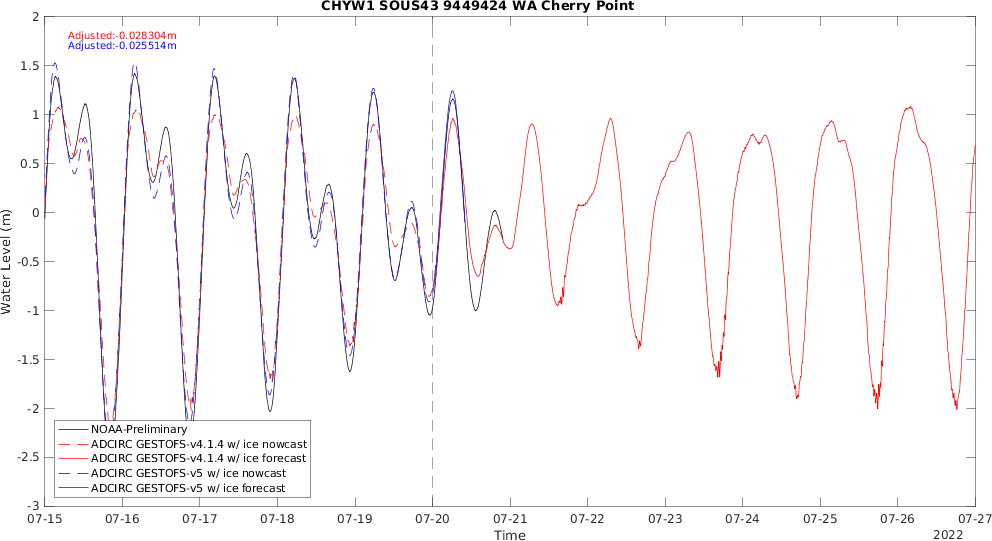 CHYW1 SOUS43 9449424 WA Cherry Point
Adjusted:-0.028304m
Adjusted:-0.025514m
2
1.5
1
0.5
0
-0.5
-1
-1.5
-2
-2.5
-3
Water Level (m)
NOAA-Preliminary
ADCIRC GESTOFS-v4.1.4 w/ ice nowcast
ADCIRC GESTOFS-v4.1.4 w/ ice forecast
ADCIRC GESTOFS-v5 w/ ice nowcast
ADCIRC GESTOFS-v5 w/ ice forecast
07-15 07-16 07-17 07-18 07-19 07-20 07-21 07-22 07-23 07-24 07-25 07-26 07-27
Time
2022